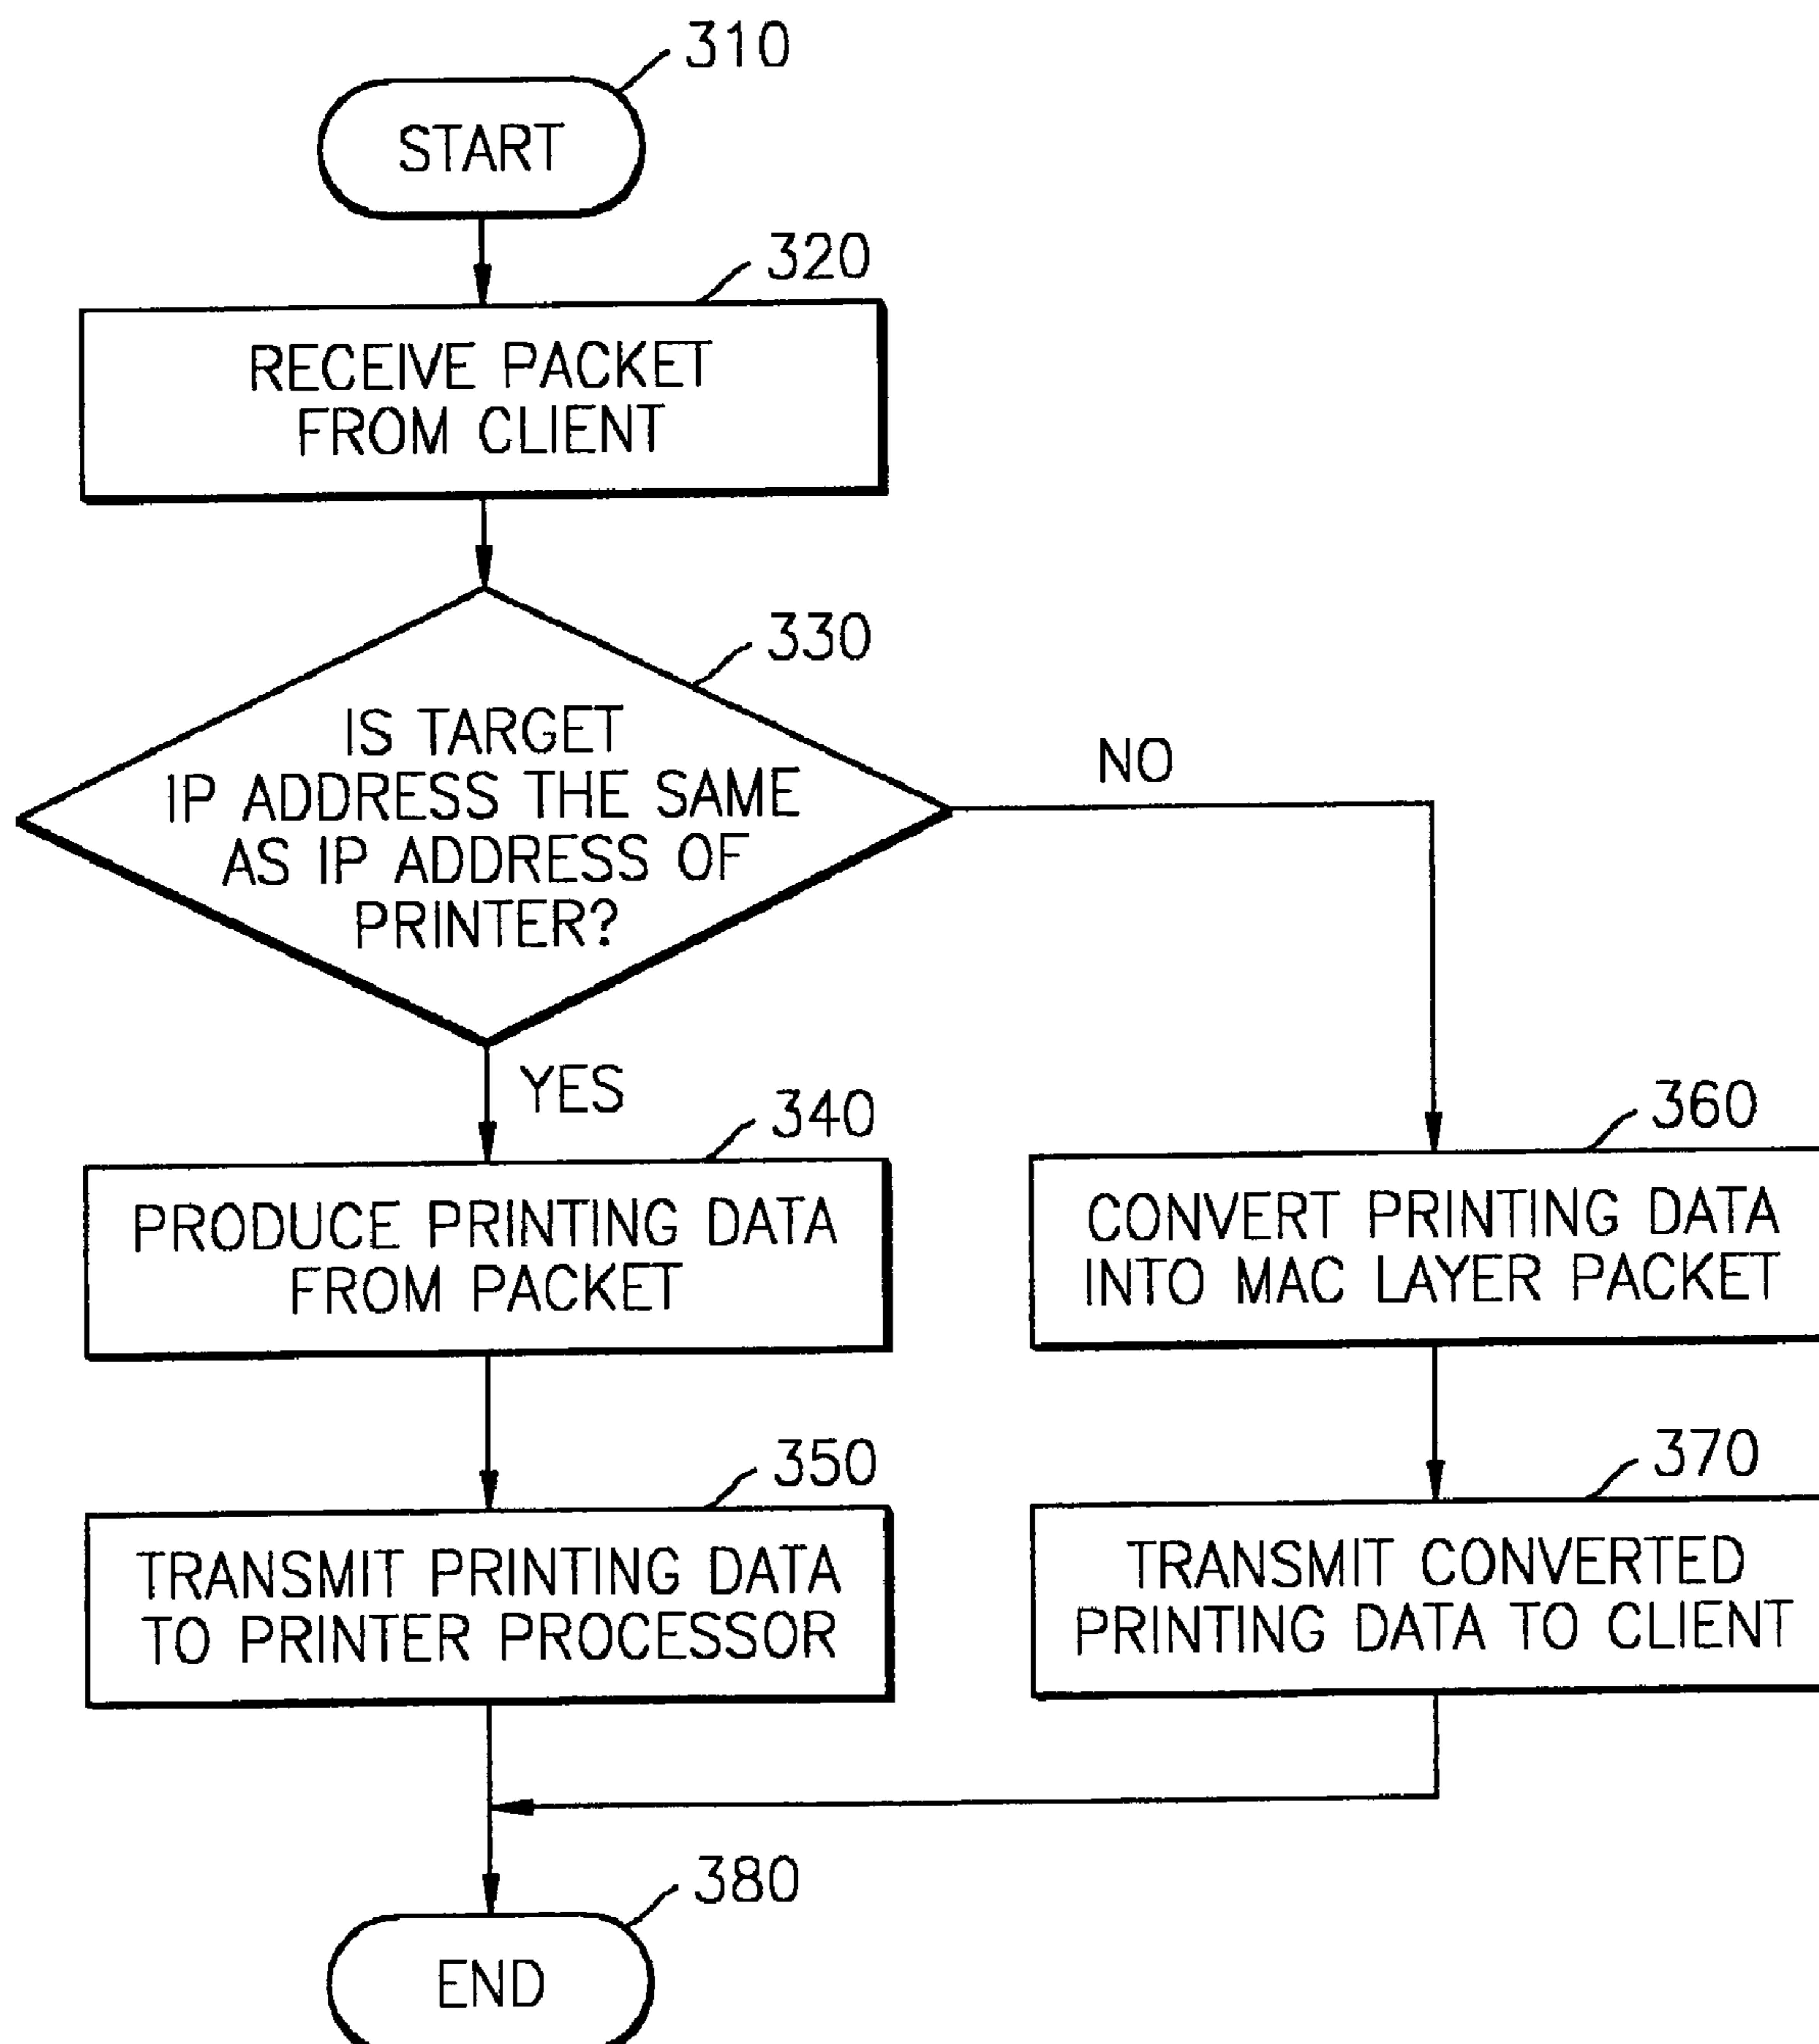 310
START
320
RECEIVE PACKET
FROM CLIENT
330
IS TARGET
IP ADDRESS THE SAME
AS IP ADDRESS OF
PRINTER?
NO
YES
340
PRODUCE PRINTING DATA
FROM PACKET
360
CONVERT PRINTING DATA
INTO MAC LAYER PACKET
350
TRANSMIT PRINTING DATA
TO PRINTER PROCESSOR
370
TRANSMIT CONVERTED
PRINTING DATA TO CLIENT
380
END